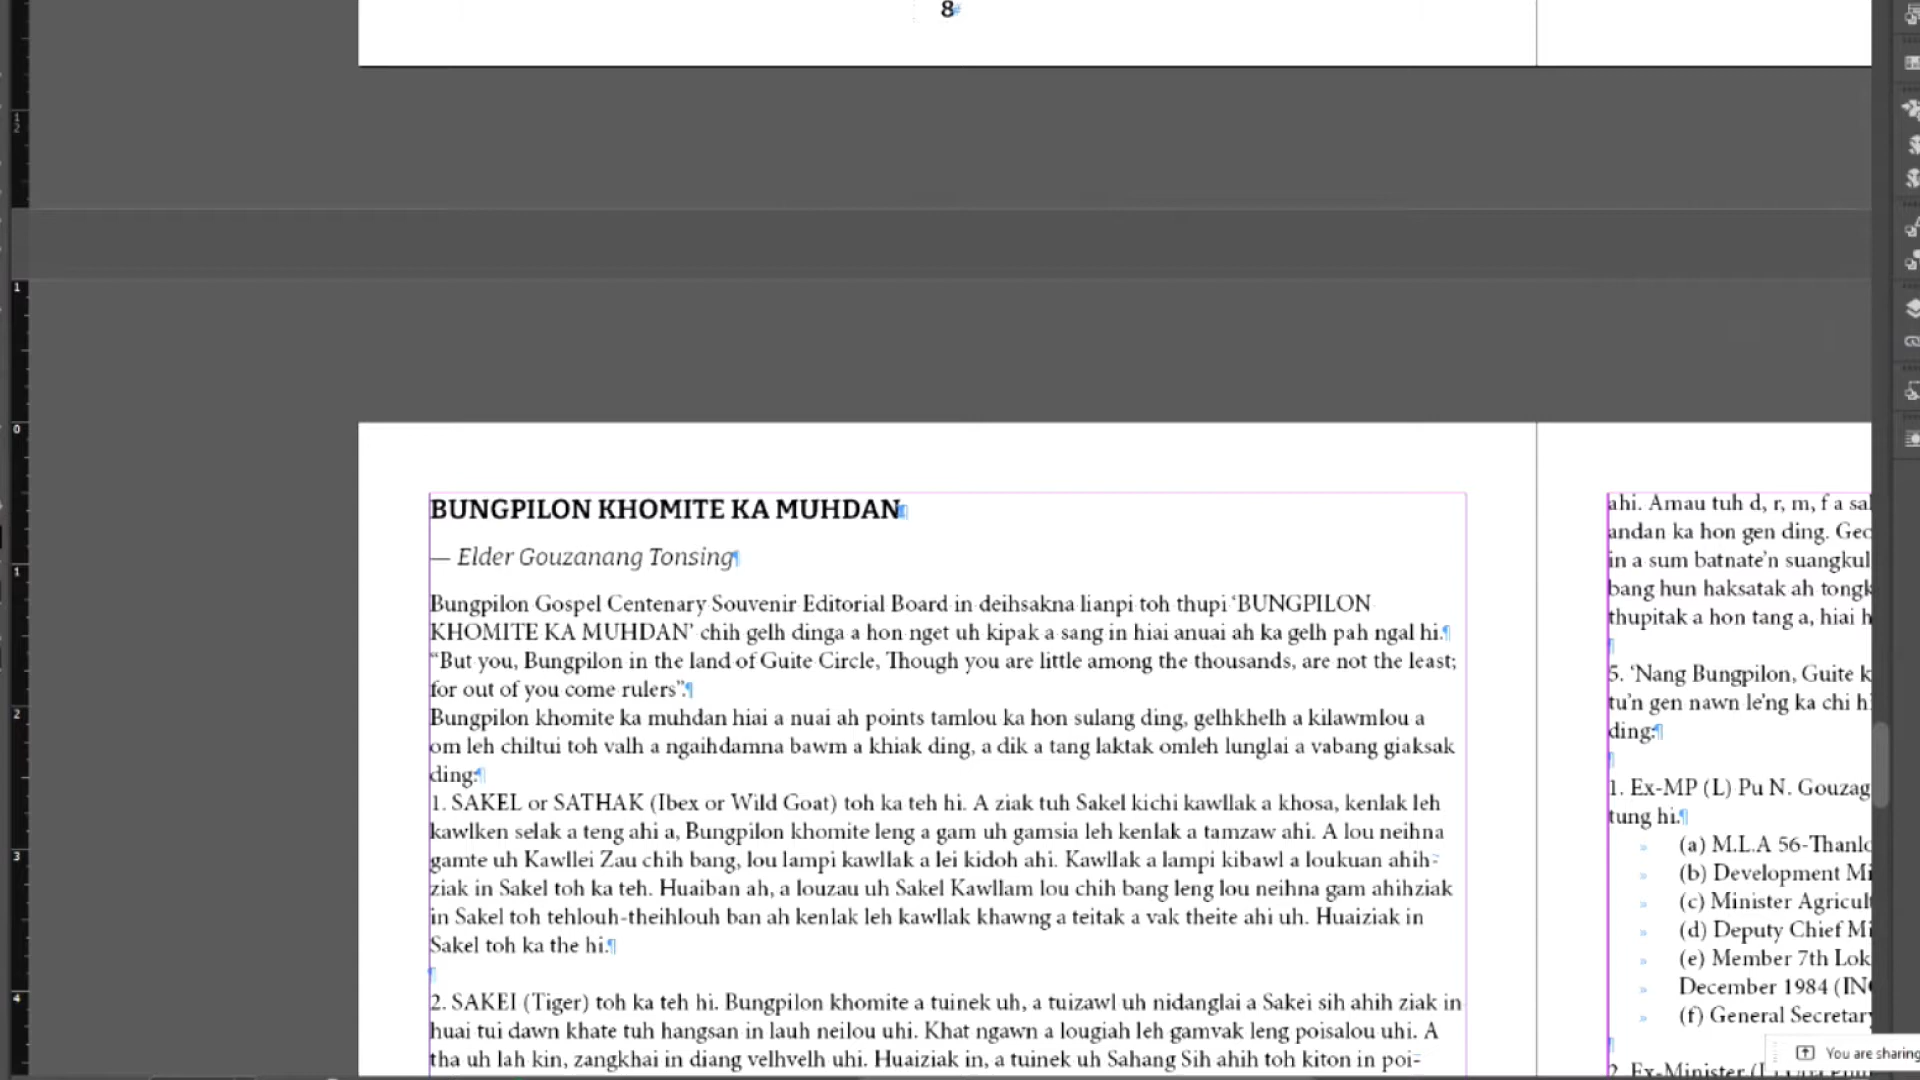 8
BUNGPILON KHOMITE KA MUHDAN
— Elder Gouzanang Tonsing
Bungpilon Gospel Centenary Souvenir Editorial Board in deihsakna lianpi toh thupi ‘BUNGPILON
KHOMITE KA MUHDAN’ chih gelh dinga a hon nget uh kipak a sang in hiai anuai ah ka gelh pah ngal hi.
“But you, Bungpilon in the land of Guite Circle, Though you are little among the thousands, are not the least;
for out of you come rulers”.
Bungpilon khomite ka muhdan hiai a nuai ah points tamlou ka hon sulang ding, gelhkhelh a kilawmlou a
om leh chiltui toh valh a ngaihdamna bawm a khiak ding, a dik a tang laktak omleh lunglai a vabang giaksak
ding:
1. SAKEL or SATHAK (Ibex or Wild Goat) toh ka teh hi. A ziak tuh Sakel kichi kawllak a khosa, kenlak leh
kawlken selak a teng ahi a, Bungpilon khomite leng a gam uh gamsia leh kenlak a tamzaw ahi. A lou neihna
gamte uh Kawllei Zau chih bang, lou lampi kawllak a lei kidoh ahi. Kawllak a lampi kibawl a loukuan ahih-
ziak in Sakel toh ka teh. Huaiban ah, a louzau uh Sakel Kawllam lou chih bang leng lou neihna gam ahihziak
in Sakel toh tehlouh-theihlouh ban ah kenlak leh kawllak khawng a teitak a vak theite ahi uh. Huaiziak in
Sakel toh ka the hi.
2. SAKEI (Tiger) toh ka teh hi. Bungpilon khomite a tuinek uh, a tuizawl uh nidanglai a Sakei sih ahih ziak in
huai tui dawn khate tuh hangsan in lauh neilou uhi. Khat ngawn a lougiah leh gamvak leng poisalou uhi. A
tha uh lah kin, zangkhai in diang velhvelh uhi. Huaiziak in, a tuinek uh Sahang Sih ahih toh kiton in poi-
ahi. Amau tuh d, r, m, f a
andan ka hon gen ding.
in a sum batnate’n
bang hun haksatak ah
thupitak a hon tang a, hiai
5. ‘Nang Bungpilon, Guite
tu’n gen nawn le’ng ka chi
ding:
1. Ex-MP (L) Pu N.
tung hi.
(a) M.L.A
(b) Development
(c) Minister
(d) Deputy Chief
(e) Member 7th
December 1984
(f) General
2. Ex-Minister
You are sharing